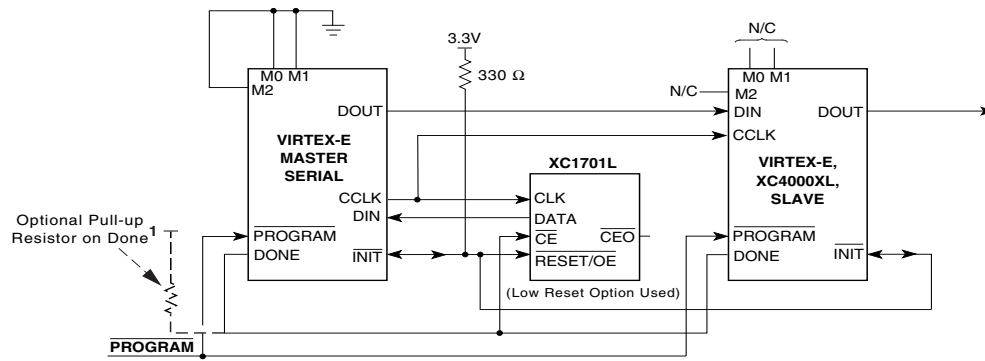 N/C
3.3V
M0 M1
M2
330 Ω
M0 M1
N/C
M2
DOUT
DIN
DOUT
CCLK
VIRTEX-E
MASTER
SERIAL
XC1701L
VIRTEX-E,
XC4000XL,
SLAVE
CCLK
DIN
CLK
DATA
CE
CEO
RESET/OE
Optional Pull-up
Resistor on Done1
PROGRAM
DONE
INIT
PROGRAM
DONE
INIT
(Low Reset Option Used)
PROGRAM